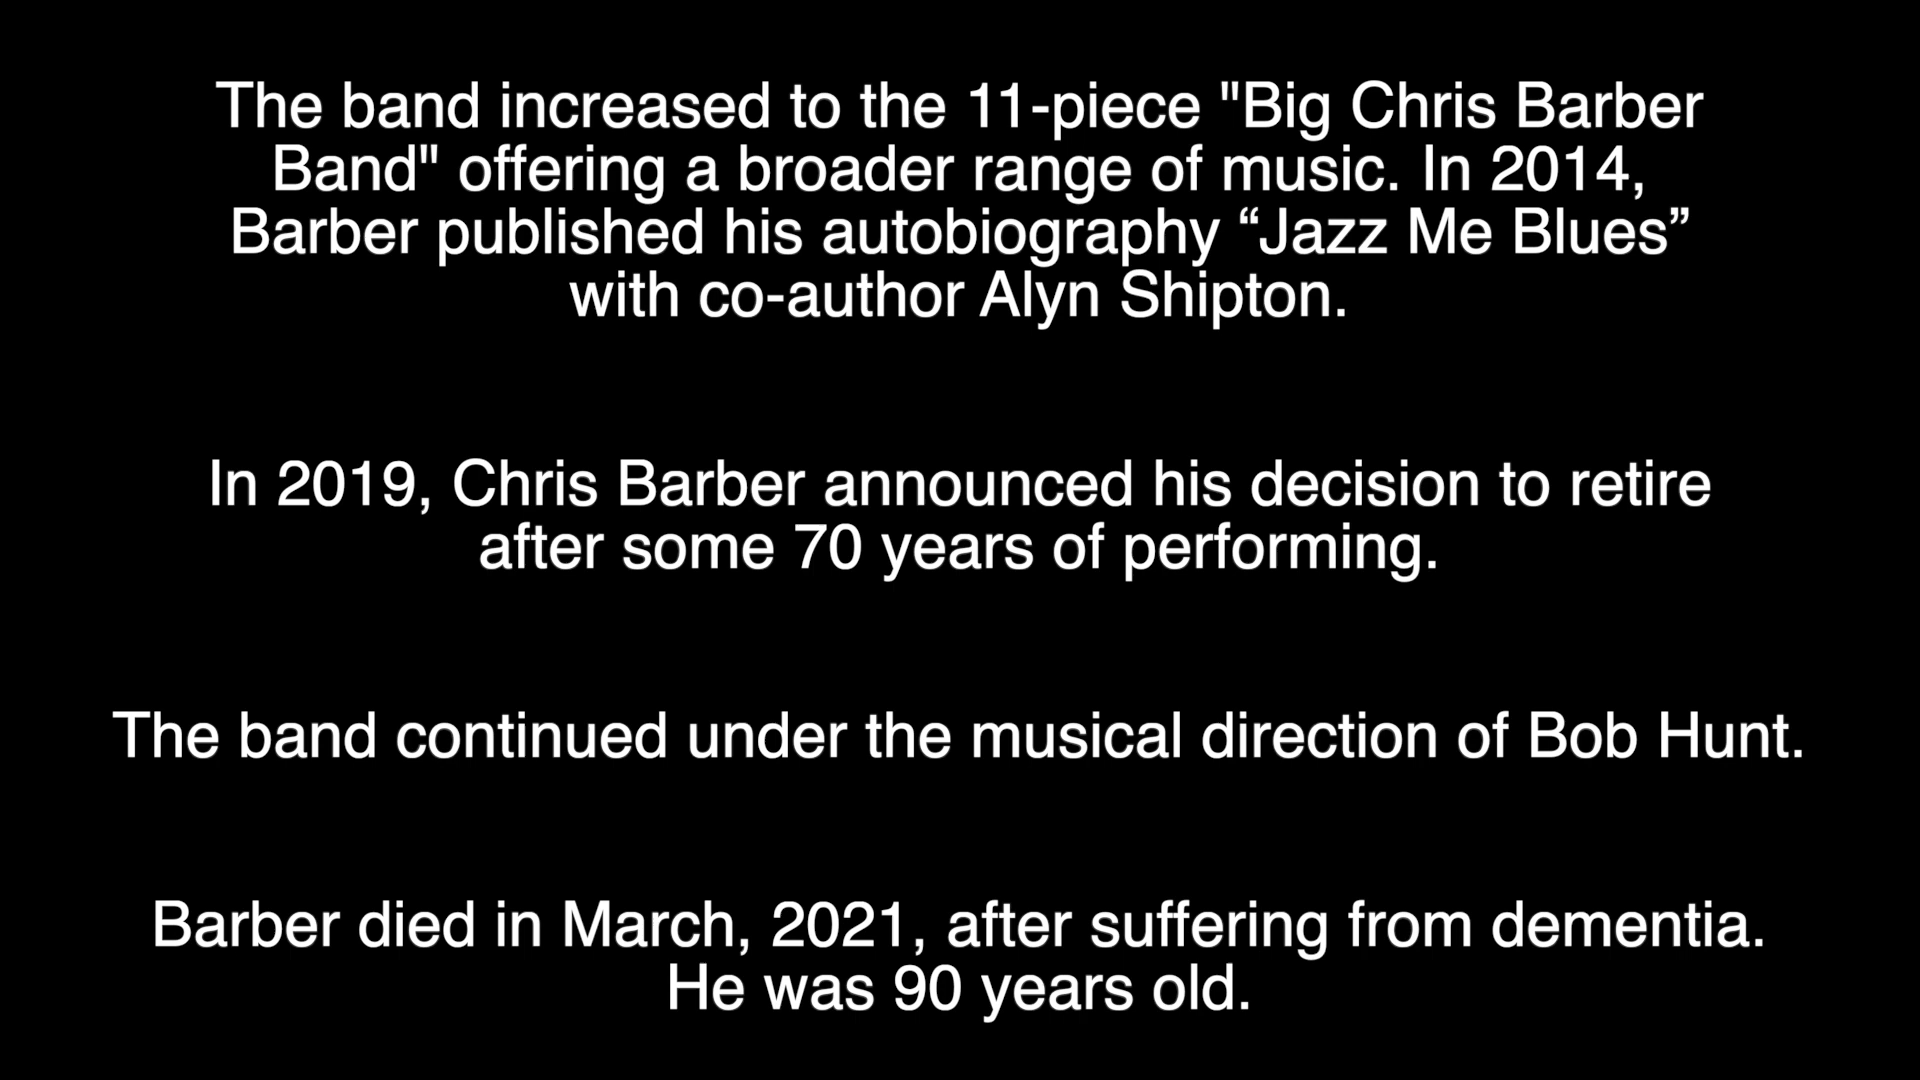 The band increased to the 11-piece "Big Chris Barber
Band" offering a broader range of music. In 2014,
Barber published his autobiography “Jazz Me Blues”
with co-author Alyn Shipton.
In 2019, Chris Barber announced his decision to retire
after some 70 years of performing.
The band continued under the musical direction of Bob Hunt.
Barber died in March, 2021, after suffering from dementia.
He was 90 years old.